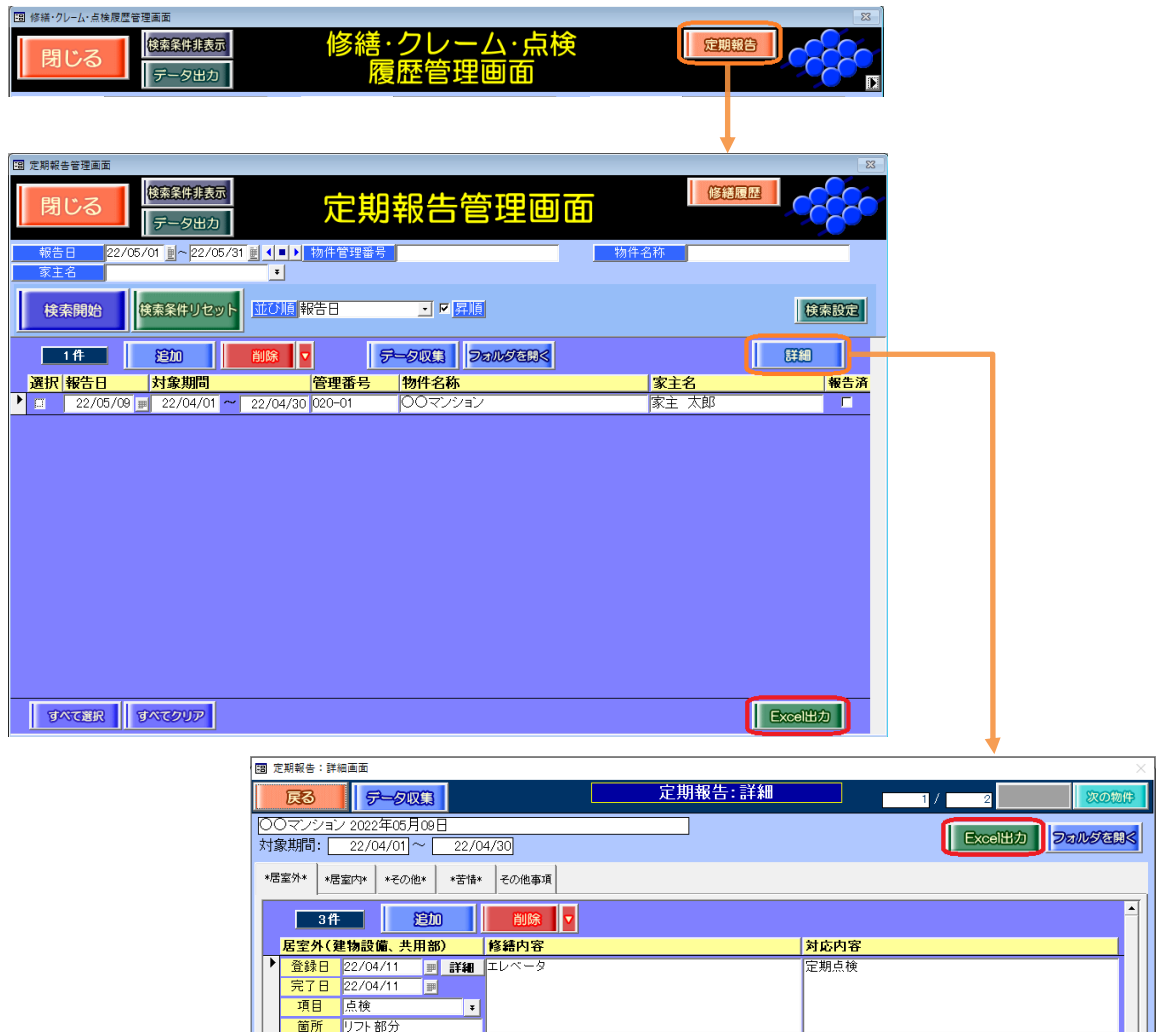 修繕・クレーム・点検履歴管理画面
閉じる
検索条件非表示
データ出力
修繕・クレーム・点検
履歴管理画面
定期報告
定期報告管理画面
閉じる
検索条件非表示
データ出力
定期報告管理画面
修繕履歴
報告日 22/05/01 ~ 22/05/31 物件管理番号 物件名称
家主名
検索開始 検索条件リセット 並び順 報告日 昇順 検索設定
1件 追加 削除 データ収集 フォルダを開く 詳細
選択 報告日 対象期間 管理番号 物件名称 家主名 報告済
22/05/09 22/04/01 ～ 22/04/30 020-01 〇〇マンション 家主 太郎
すべて選択 すべてクリア Excel出力
定期報告：詳細画面
戻る データ収集 定期報告：詳細 1 / 2 次の物件
〇〇マンション 2022年05月09日
対象期間： 22/04/01 ～ 22/04/30
Excel出力 フォルダを開く
*居室外* *居室内* *その他* *苦情* その他事項
3件 追加 削除
居室外(建物設備、共用部) 修繕内容 対応内容
登録日 22/04/11 詳細 エレベータ 定期点検
完了日 22/04/11
項目 点検
箇所 リフト部分